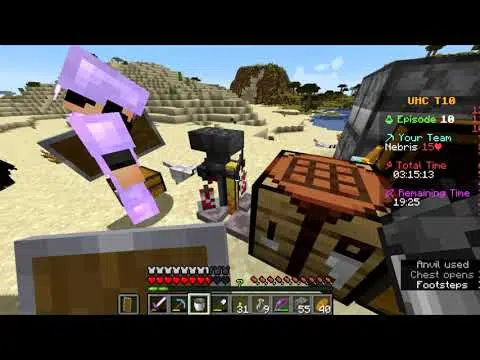 UHC T10
Episode 10
Your Team
Nebris 15♥
Total Time
03:15:13
Remaining Time
19:25
Anvil used
Chest opens
Footsteps
31
9
55
40